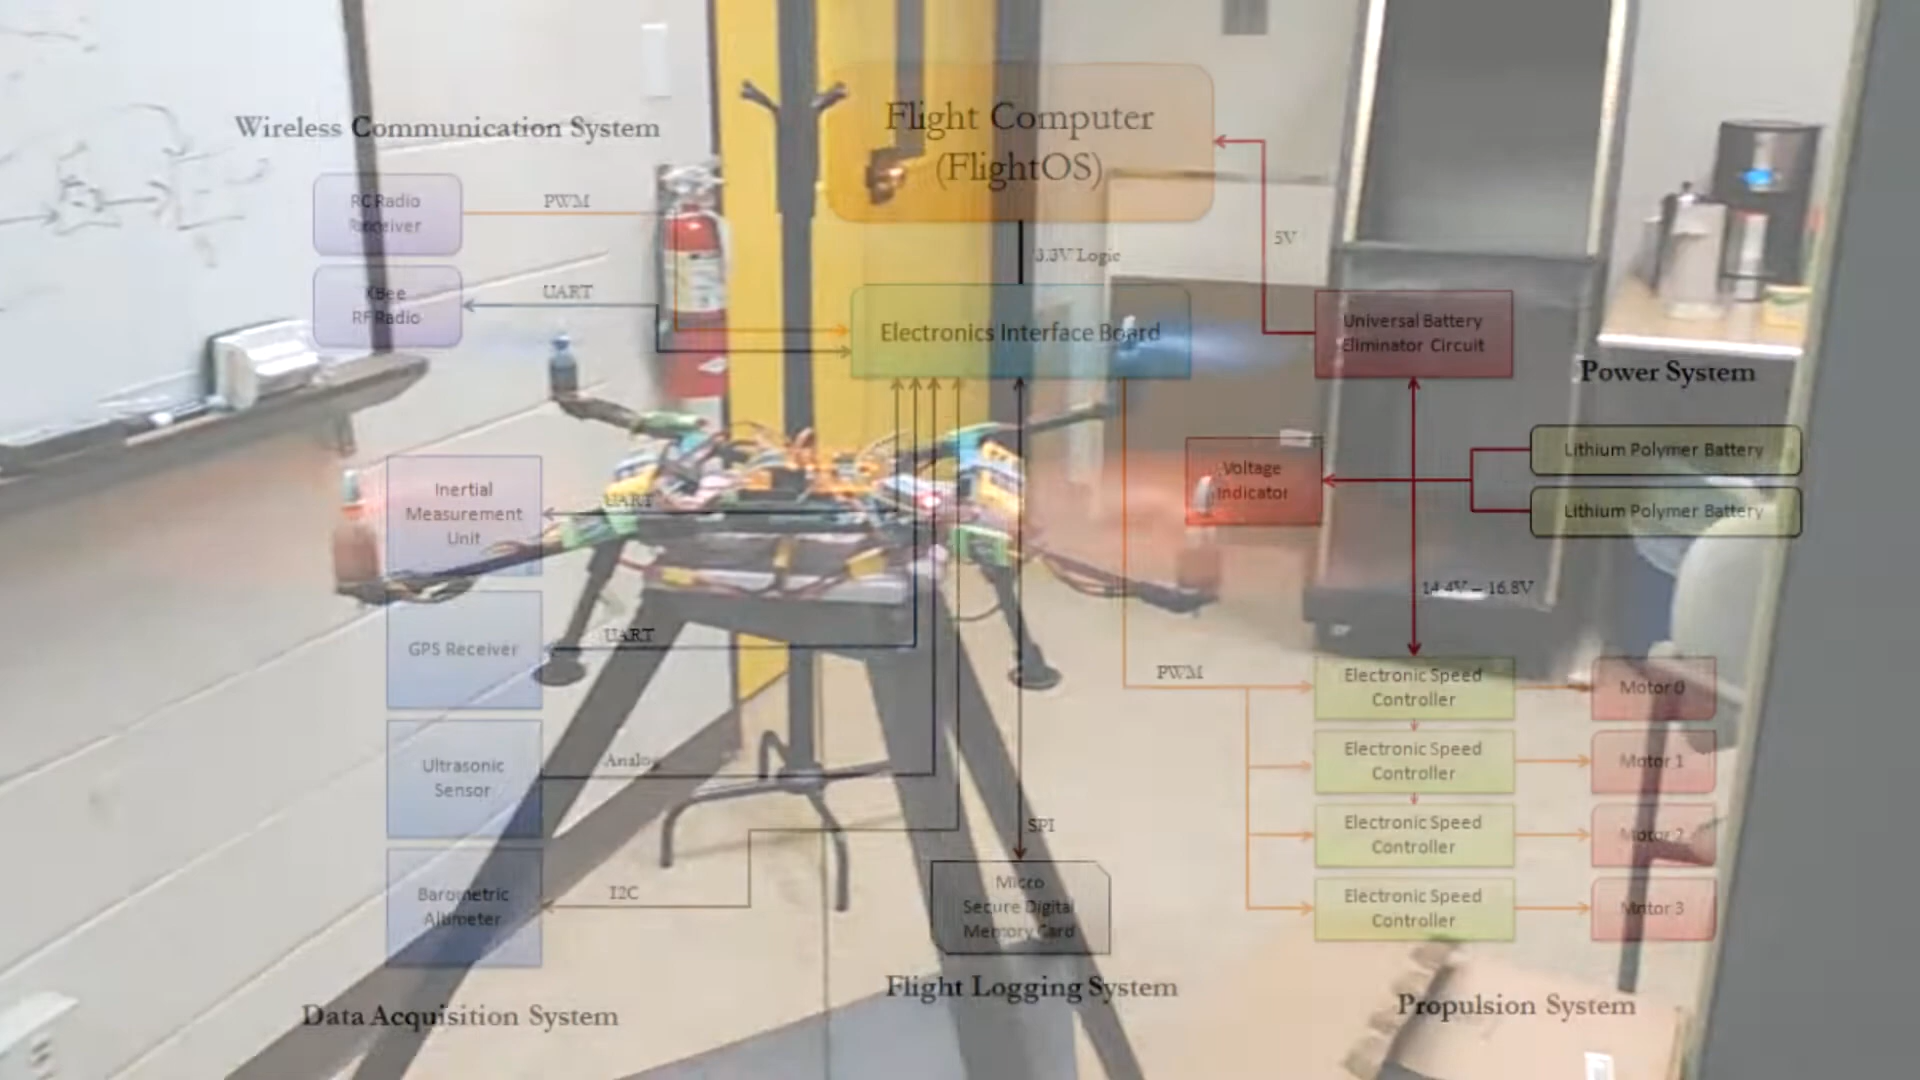 Flight Computer
(FlightOS)
Wireless Communication System
RC Radio
Receiver
PWM
XBee
RF Radio
UART
3.3V Logic
5V
Electronics Interface Board
Universal Battery
Eliminator Circuit
Power System
Lithium Polymer Battery
Lithium Polymer Battery
Voltage
Indicator
14.4V – 16.8V
Inertial
Measurement
Unit
UART
GPS Receiver
UART
Ultrasonic
Sensor
Analog
Barometric
Altimeter
I2C
SPI
Micro
Secure Digital
Memory Card
PWM
Electronic Speed
Controller
Motor 0
Electronic Speed
Controller
Motor 1
Electronic Speed
Controller
Motor 2
Electronic Speed
Controller
Motor 3
Flight Logging System
Data Acquisition System
Propulsion System